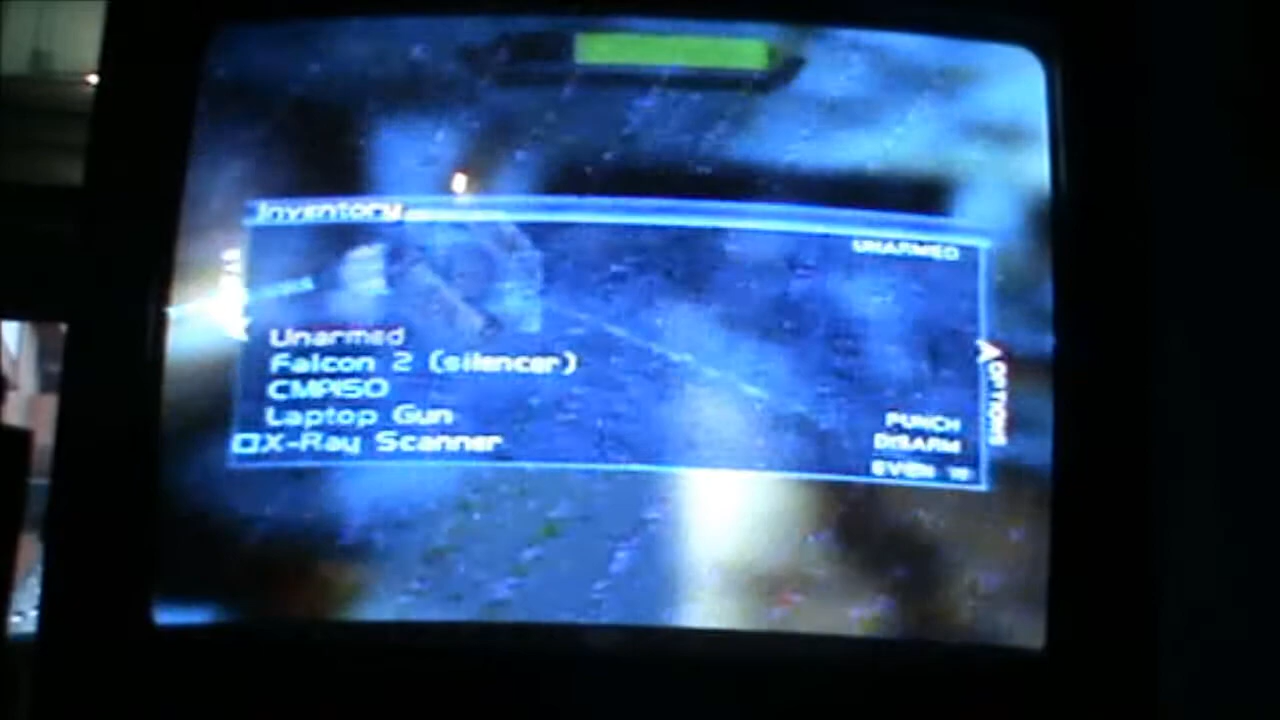 Inventory
UNARMED
Unarmed
Falcon 2 (silencer)
CMP150
Laptop Gun
X-Ray Scanner
PUNCH
DISARM
OPTIONS